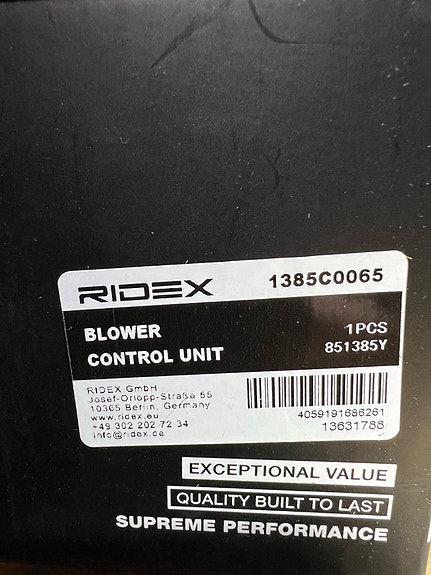 RIDEX 1385C0065
BLOWER 1PCS
CONTROL UNIT 851385Y
RIDEX GmbH
Josef-Orlopp-Straße 55
10365 Berlin, Germany
www.ridex.eu
+49 302 202 72 34
info@ridex.de
4059191686261
13631788
EXCEPTIONAL VALUE
QUALITY BUILT TO LAST
SUPREME PERFORMANCE